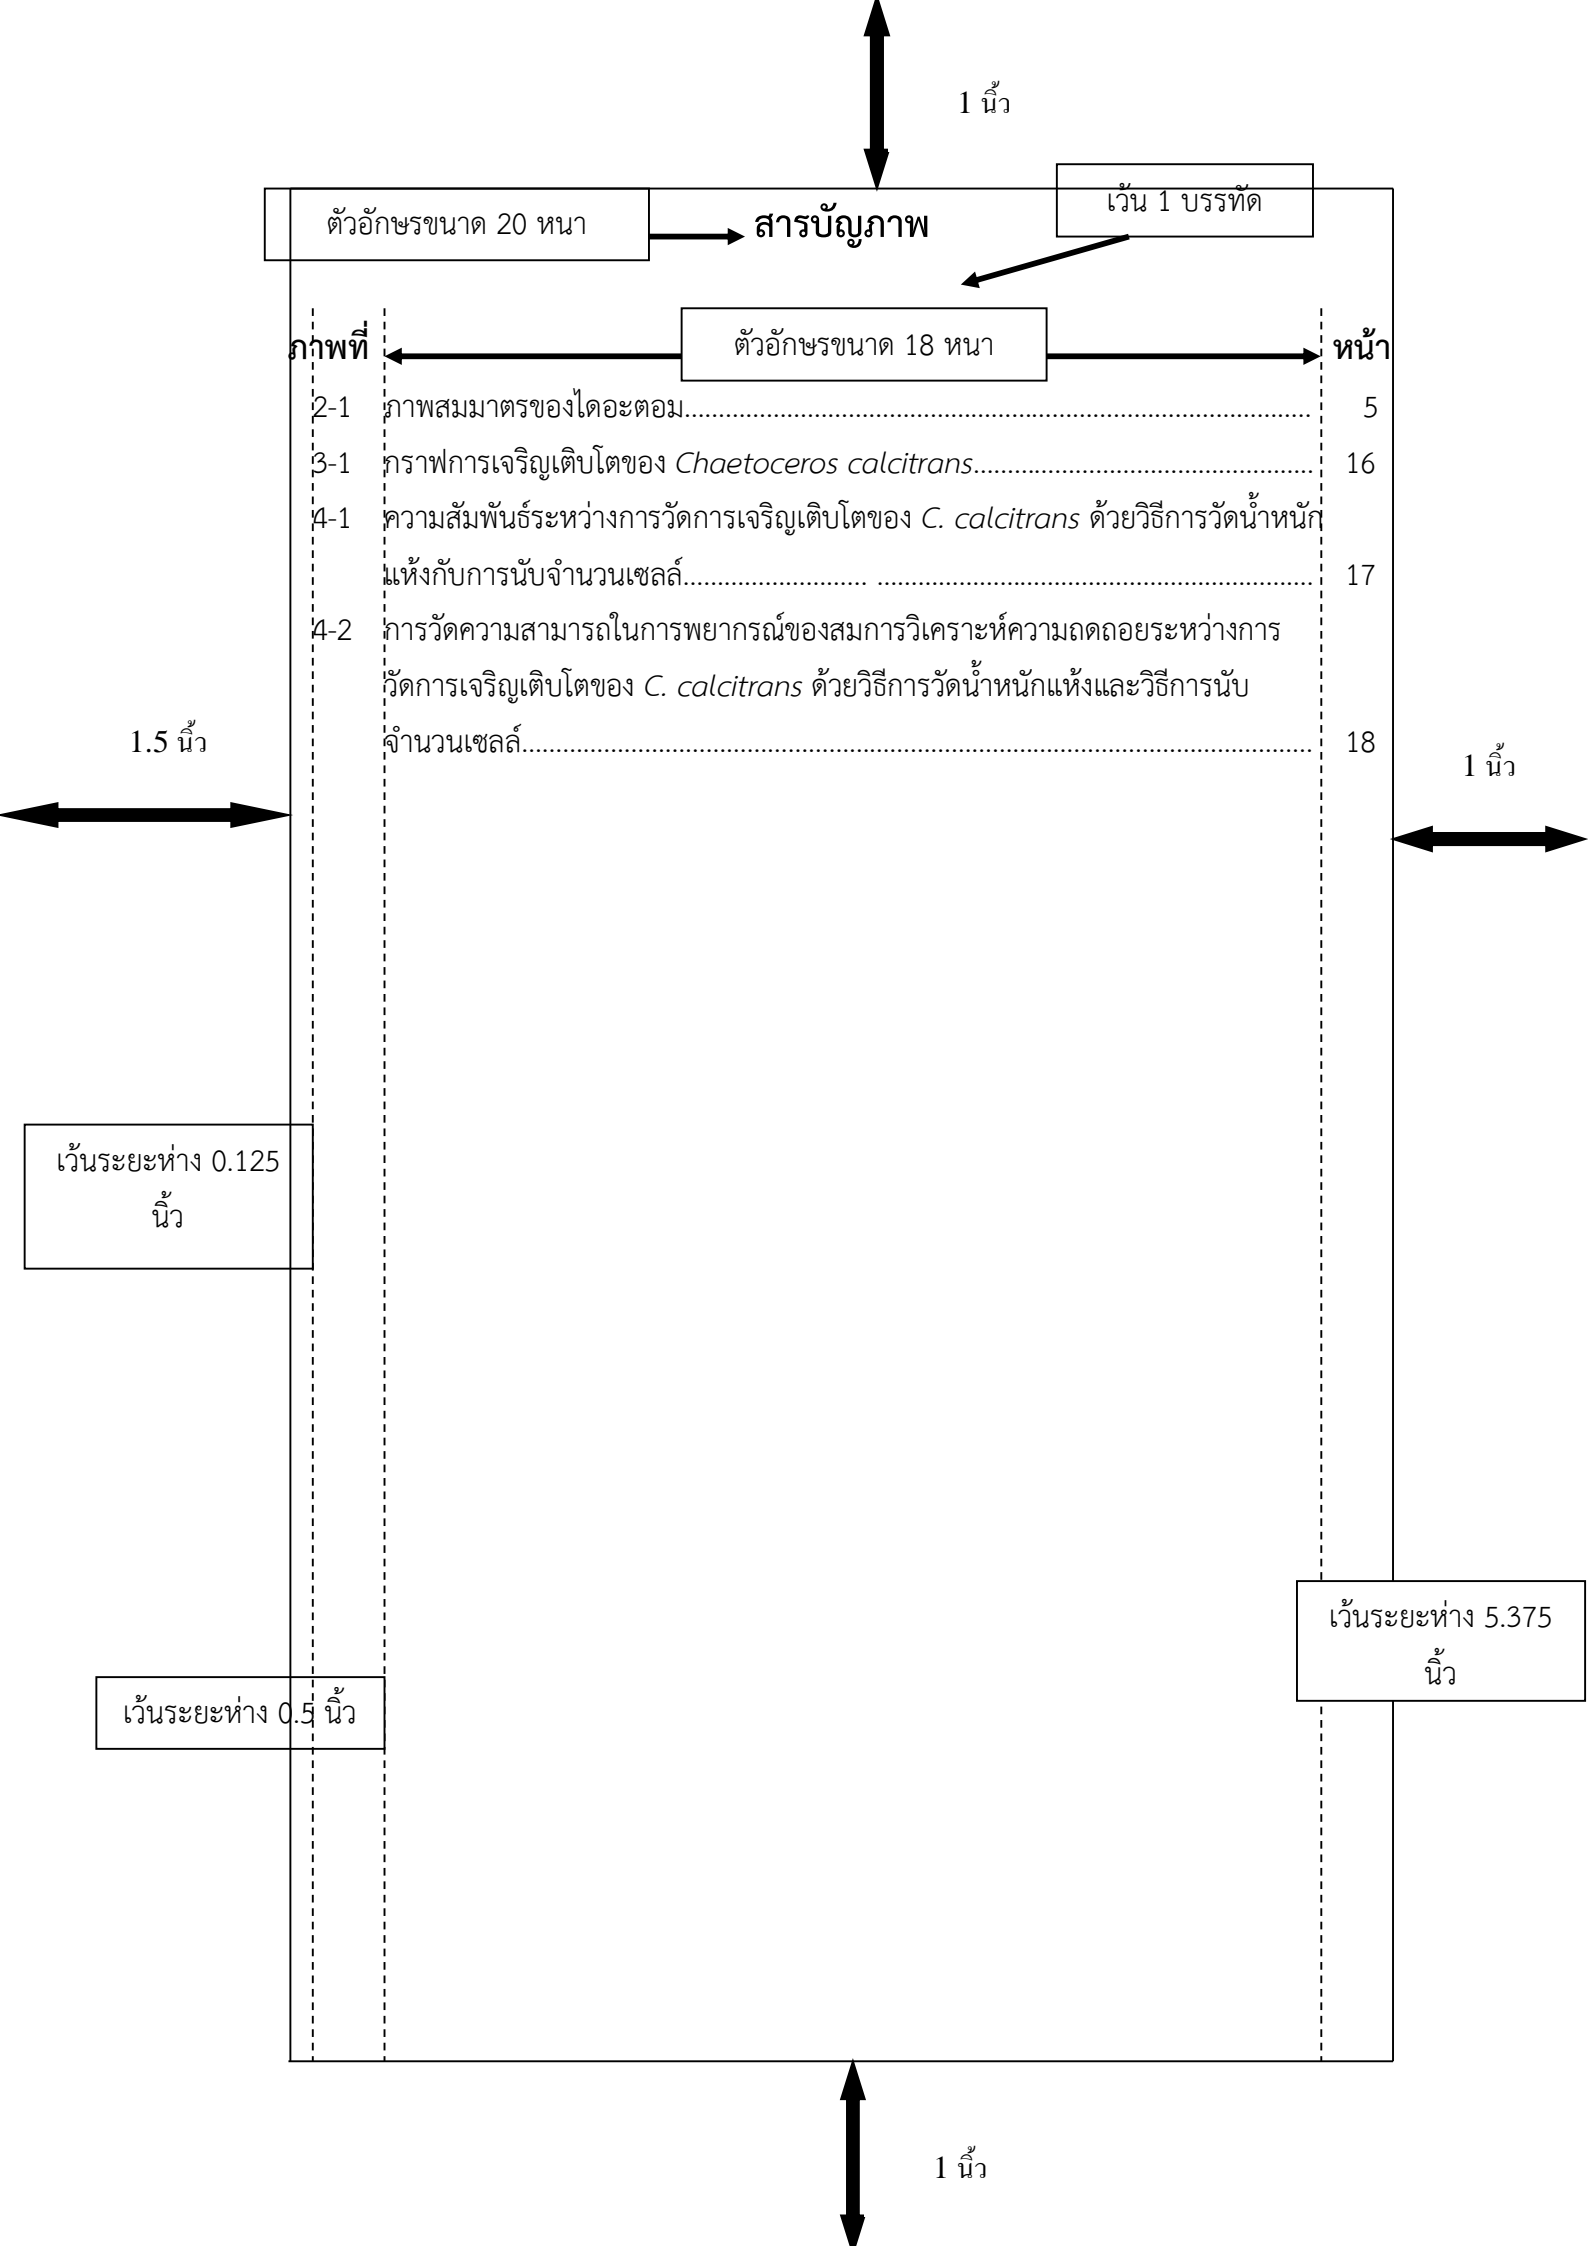 1 นิ้ว
เว้น 1 บรรทัด
ตัวอักษรขนาด 20 หนา
สารบัญภาพ
ภาพที่
ตัวอักษรขนาด 18 หนา
หน้า
2-1 ภาพสมมาตรของไดอะตอม............................................................................................ 5
3-1 กราฟการเจริญเติบโตของ Chaetoceros calcitrans.................................................. 16
4-1 ความสัมพันธ์ระหว่างการวัดการเจริญเติบโตของ C. calcitrans ด้วยวิธีการวัดน้ำหนัก
แห้งกับการนับจำนวนเซลล์........................... ................................................................ 17
4-2 การวัดความสามารถในการพยากรณ์ของสมการวิเคราะห์ความถดถอยระหว่างการ
วัดการเจริญเติบโตของ C. calcitrans ด้วยวิธีการวัดน้ำหนักแห้งและวิธีการนับ
จำนวนเซลล์.................................................................................................................... 18
1.5 นิ้ว
1 นิ้ว
เว้นระยะห่าง 0.125
นิ้ว
เว้นระยะห่าง 5.375
นิ้ว
เว้นระยะห่าง 0.5 นิ้ว
1 นิ้ว